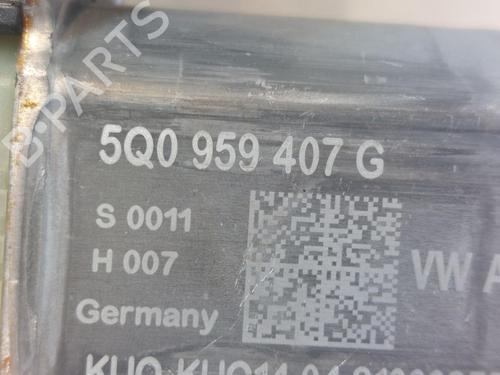 5Q0 959 407 G
S 0011
H 007
VW A
Germany
B-Parts